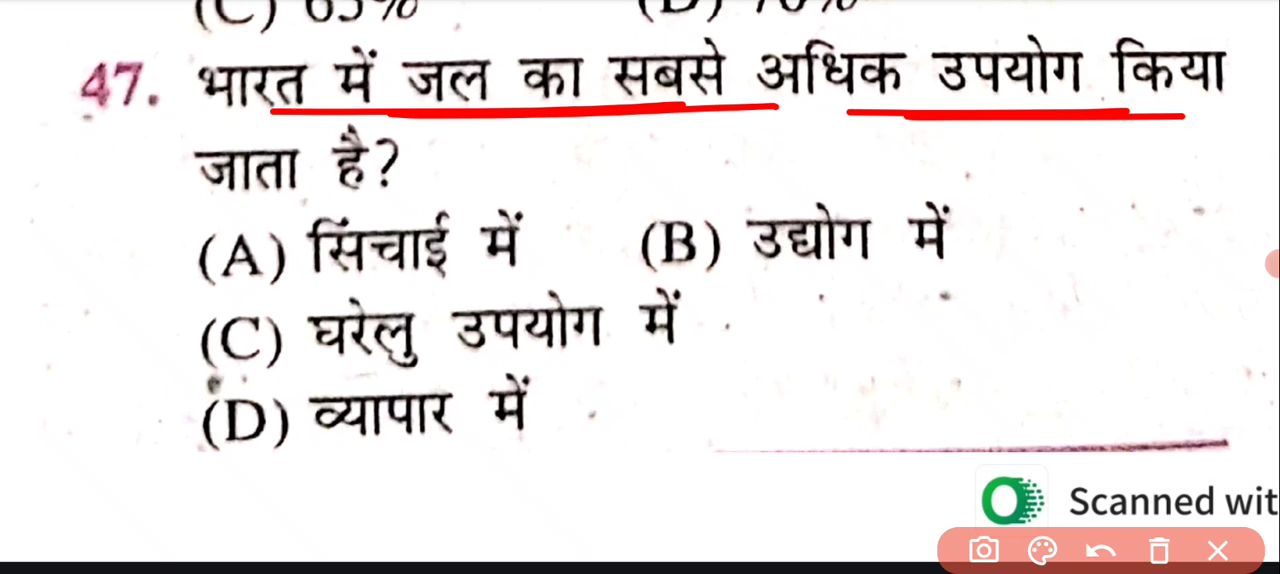 47. भारत में जल का सबसे अधिक उपयोग किया
जाता है?
(A) सिंचाई में (B) उद्योग में
(C) घरेलु उपयोग में
(D) व्यापार में
Scanned wit